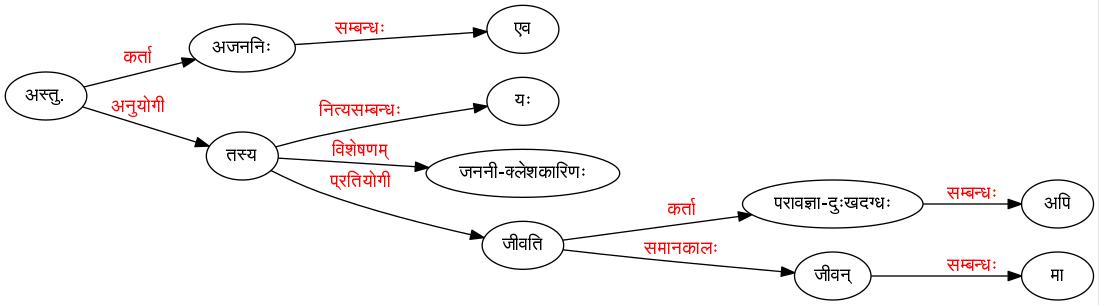 एव
सम्बन्धः
अजननिः
कर्ता
अस्तु.
अनुयोगी
तस्य
नित्यसम्बन्धः
यः
विशेषणम्
जननी-क्लेशकारिणः
प्रतियोगी
जीवति
कर्ता
परावज्ञा-दुःखदग्धः
सम्बन्धः
अपि
समानकालः
जीवन्
सम्बन्धः
मा